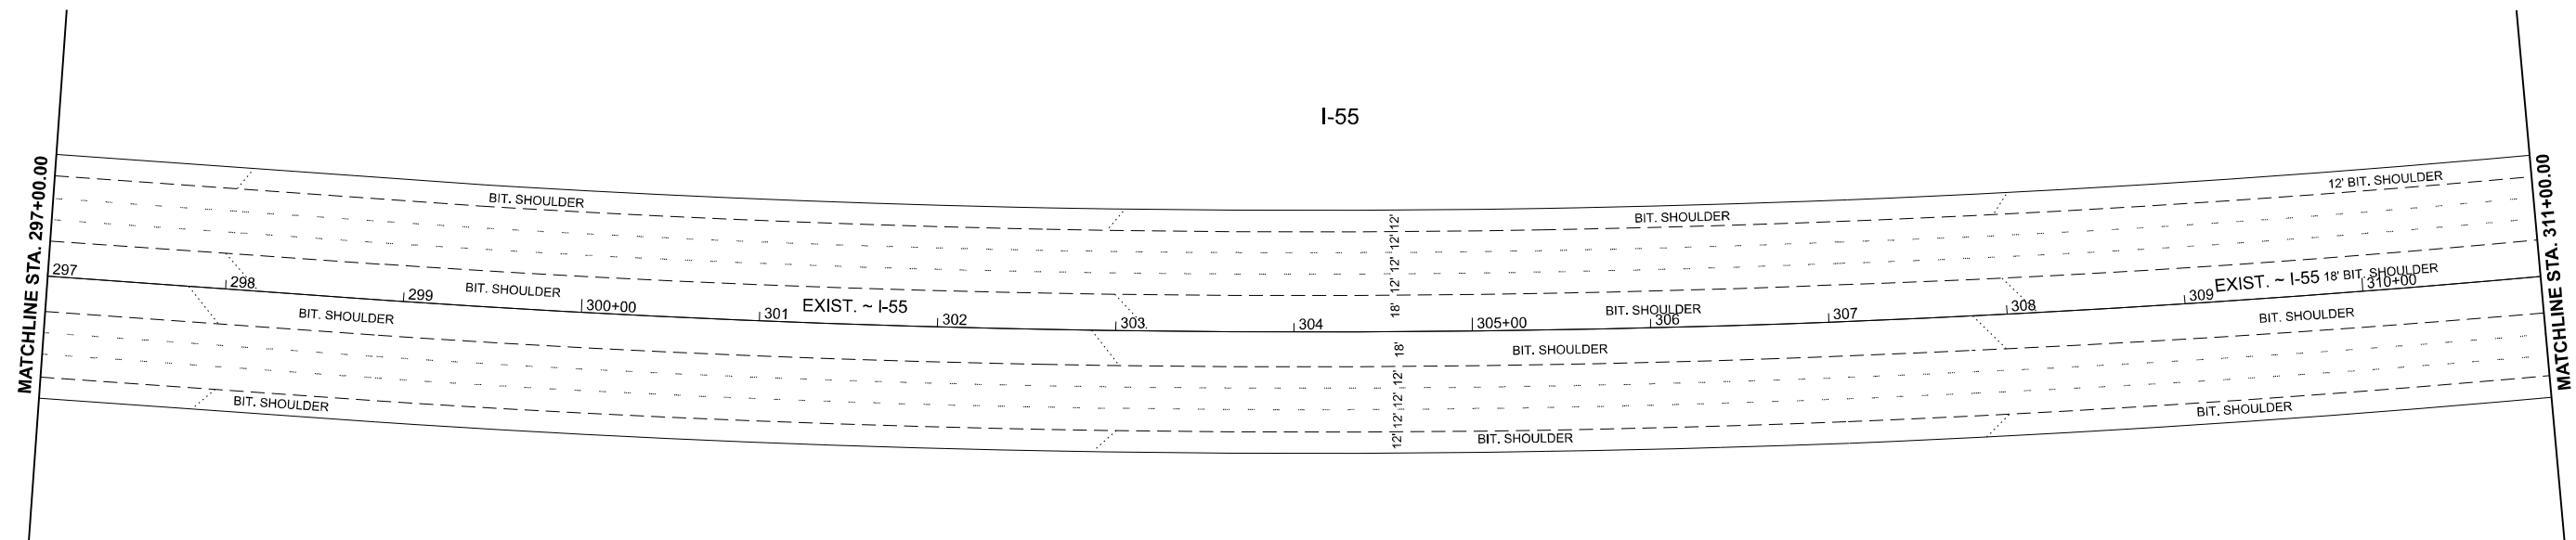 I-55
MATCHLINE STA. 297+00.00
MATCHLINE STA. 311+00.00
12' BIT. SHOULDER
BIT. SHOULDER
BIT. SHOULDER
12'
12'
12'
12'
18'
297
298
299
300+00
301
302
303
304
305+00
306
307
308
309
310+00
BIT. SHOULDER
EXIST. ~ I-55
BIT. SHOULDER
EXIST. ~ I-55
18' BIT. SHOULDER
BIT. SHOULDER
BIT. SHOULDER
BIT. SHOULDER
18'
12'
12'
12'
12'
BIT. SHOULDER
BIT. SHOULDER
BIT. SHOULDER